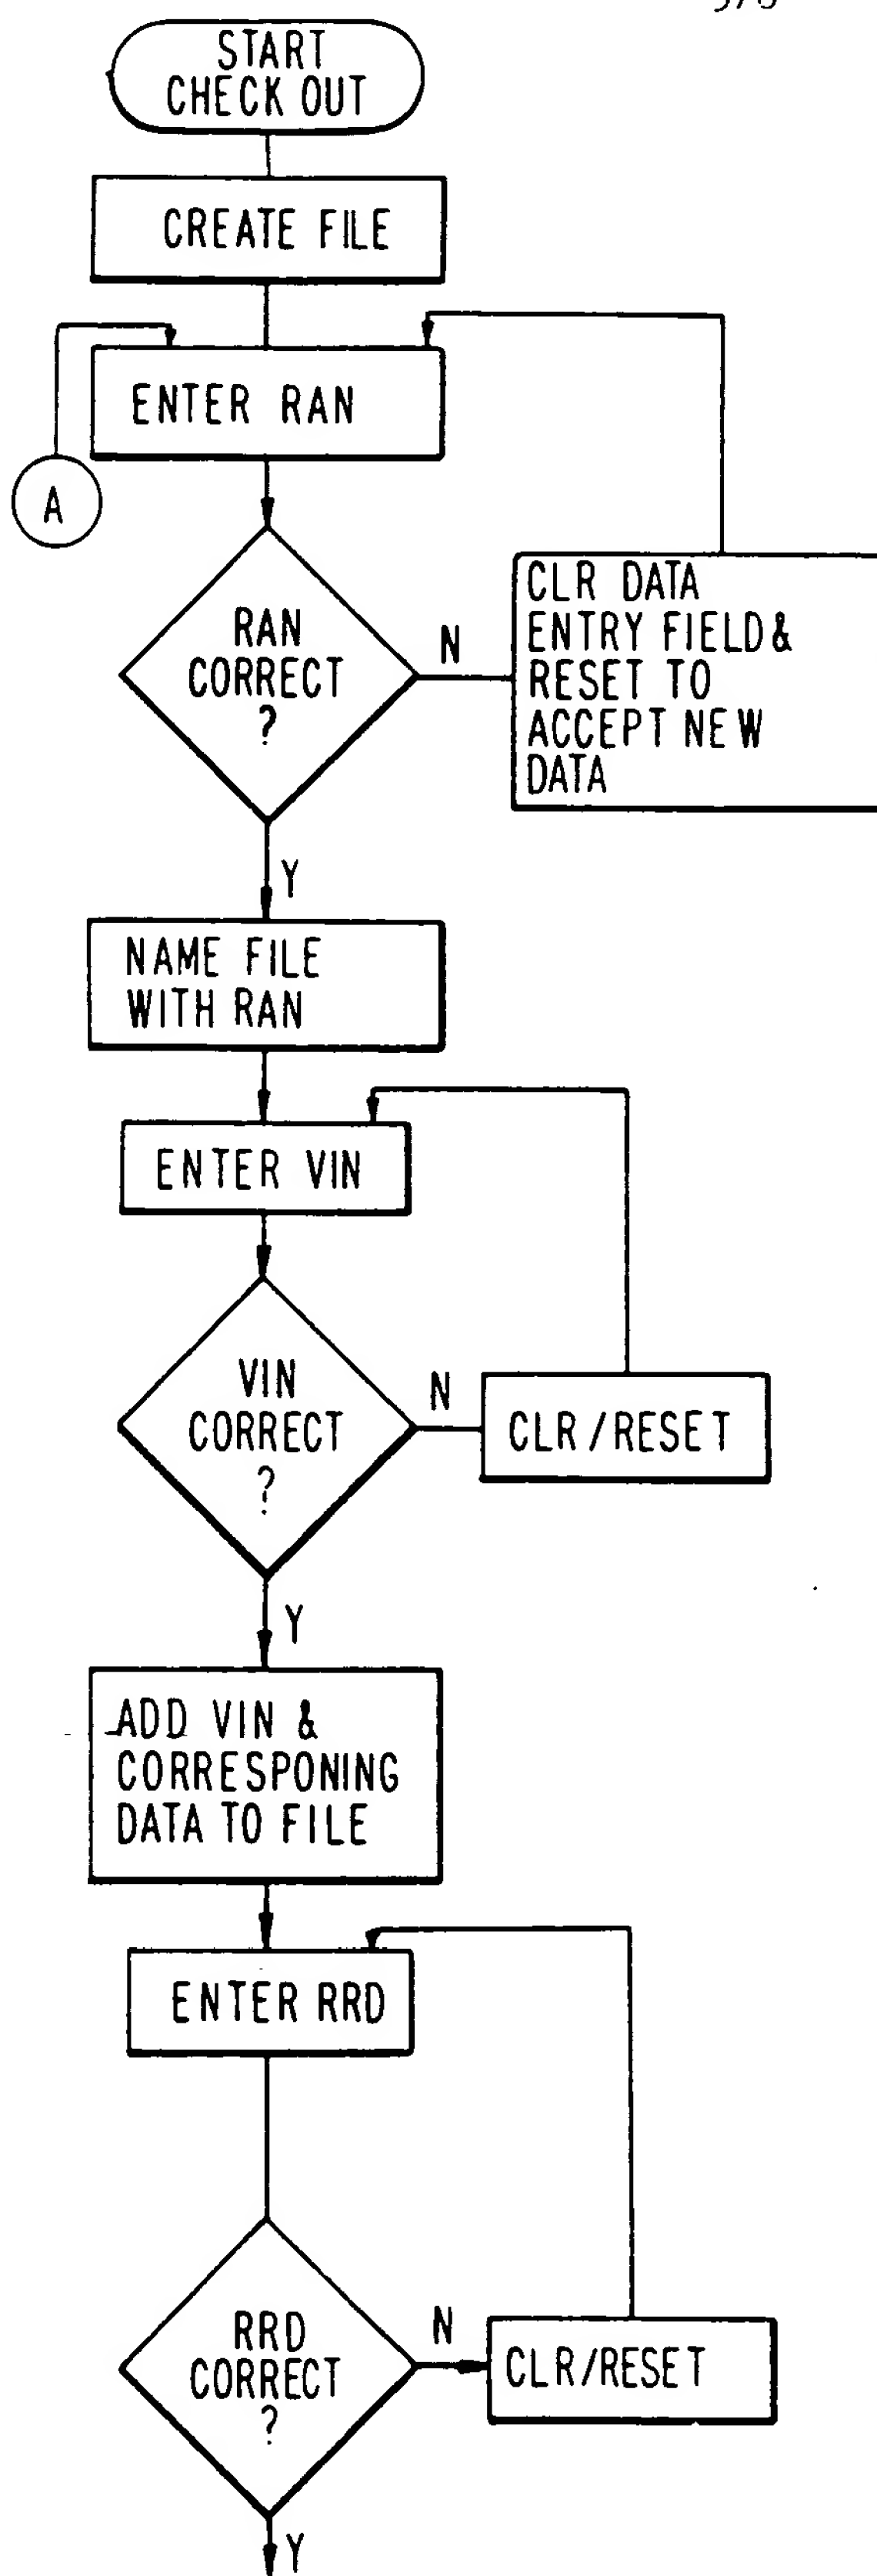 START
CHECK OUT
CREATE FILE
ENTER RAN
A
RAN
CORRECT
?
N
CLR DATA
ENTRY FIELD &
RESET TO
ACCEPT NEW
DATA
Y
NAME FILE
WITH RAN
ENTER VIN
VIN
CORRECT
?
N
CLR/RESET
Y
ADD VIN &
CORRESPONING
DATA TO FILE
ENTER RRD
RRD
CORRECT
?
N
CLR/RESET
Y